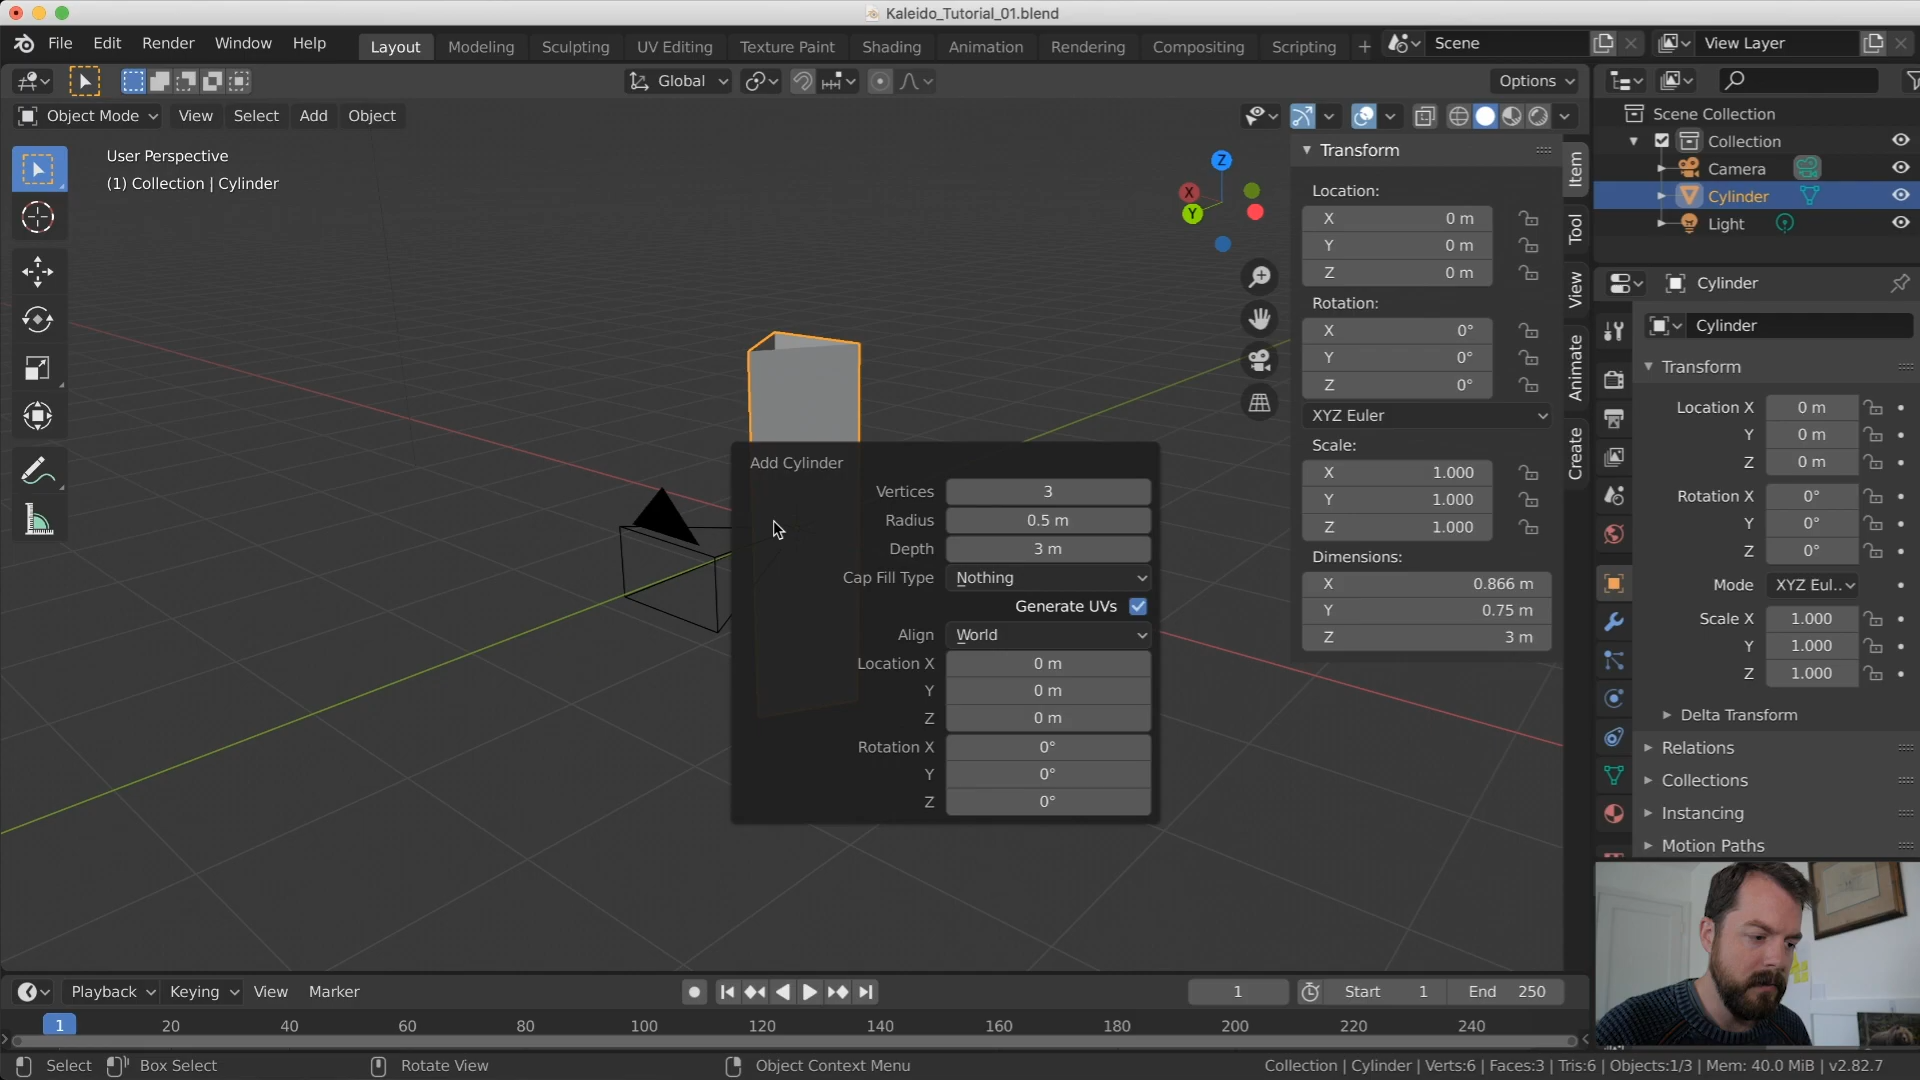 Kaleido_Tutorial_01.blend
File Edit Render Window Help
Layout Modeling Sculpting UV Editing Texture Paint Shading Animation Rendering Compositing Scripting +
Scene
View Layer
Global
Options
Object Mode View Select Add Object
User Perspective
(1) Collection | Cylinder
Z
X
Y
Transform
Location:
X 0 m
Y 0 m
Z 0 m
Rotation:
X 0°
Y 0°
Z 0°
XYZ Euler
Scale:
X 1.000
Y 1.000
Z 1.000
Dimensions:
X 0.866 m
Y 0.75 m
Z 3 m
Item
Tool
View
Animate
Create
Scene Collection
Collection
Camera
Cylinder
Light
Cylinder
Cylinder
Transform
Location X 0 m
Y 0 m
Z 0 m
Rotation X 0°
Y 0°
Z 0°
Mode XYZ Eul..
Scale X 1.000
Y 1.000
Z 1.000
Delta Transform
Relations
Collections
Instancing
Motion Paths
Add Cylinder
Vertices 3
Radius 0.5 m
Depth 3 m
Cap Fill Type Nothing
Generate UVs
Align World
Location X 0 m
Y 0 m
Z 0 m
Rotation X 0°
Y 0°
Z 0°
Playback Keying View Marker
1
Start 1
End 250
1 20 40 60 80 100 120 140 160 180 200 220 240
Select Box Select Rotate View Object Context Menu
Collection | Cylinder | Verts:6 | Faces:3 | Tris:6 | Objects:1/3 | Mem: 40.0 MiB | v2.82.7